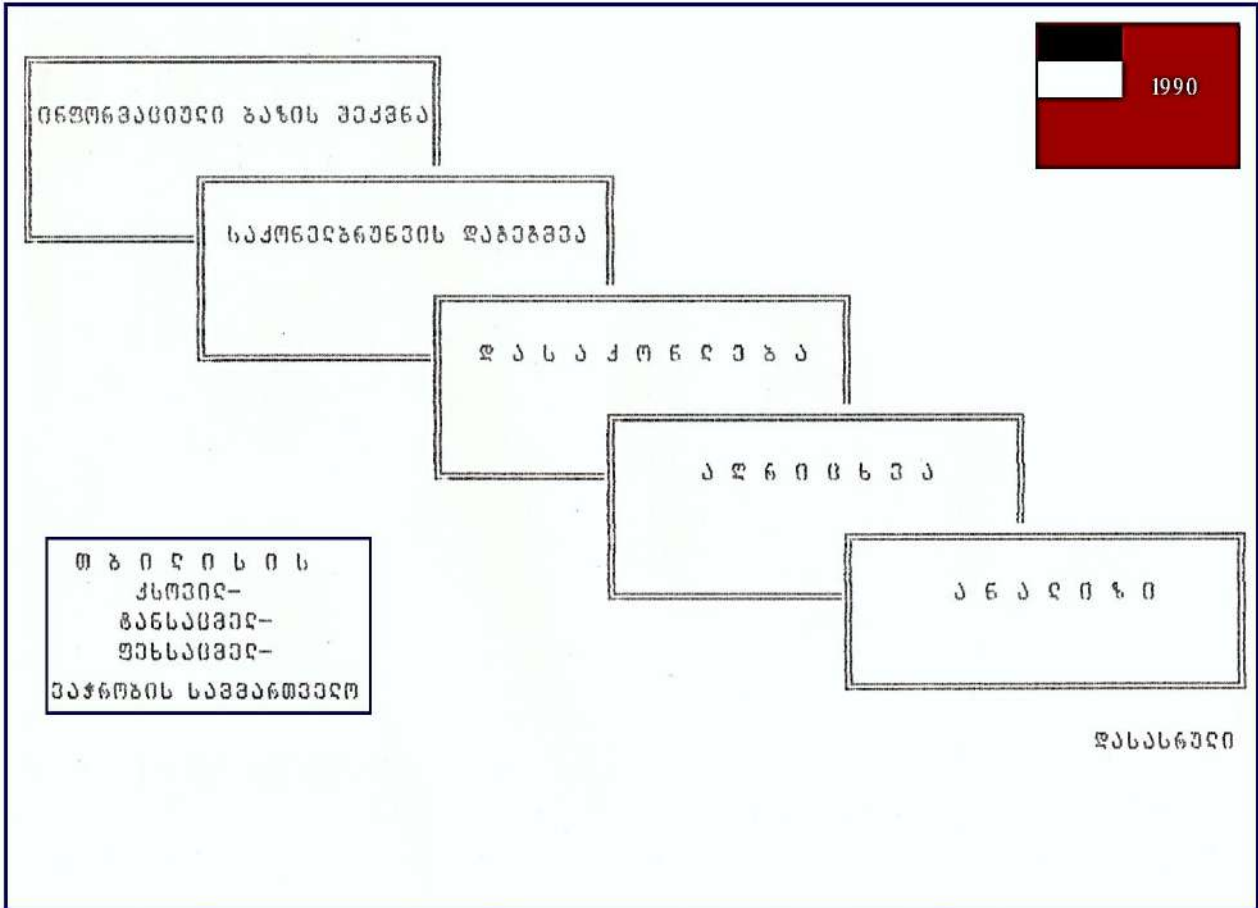 1990
ინფორმაციული ბაზის შექმნა
საქონელბრუნვის დაგეგმვა
დ ა ს ა ქ ო ნ ლ ე ბ ა
ა ღ რ ი ც ხ ვ ა
ა ნ ა ლ ი ზ ი
თ ბ ი ლ ი ს ი ს
ქსოვილ-
ტანსაცმელ-
ფეხსაცმელ-
ვაჭრობის სამმართველო
დასასრული